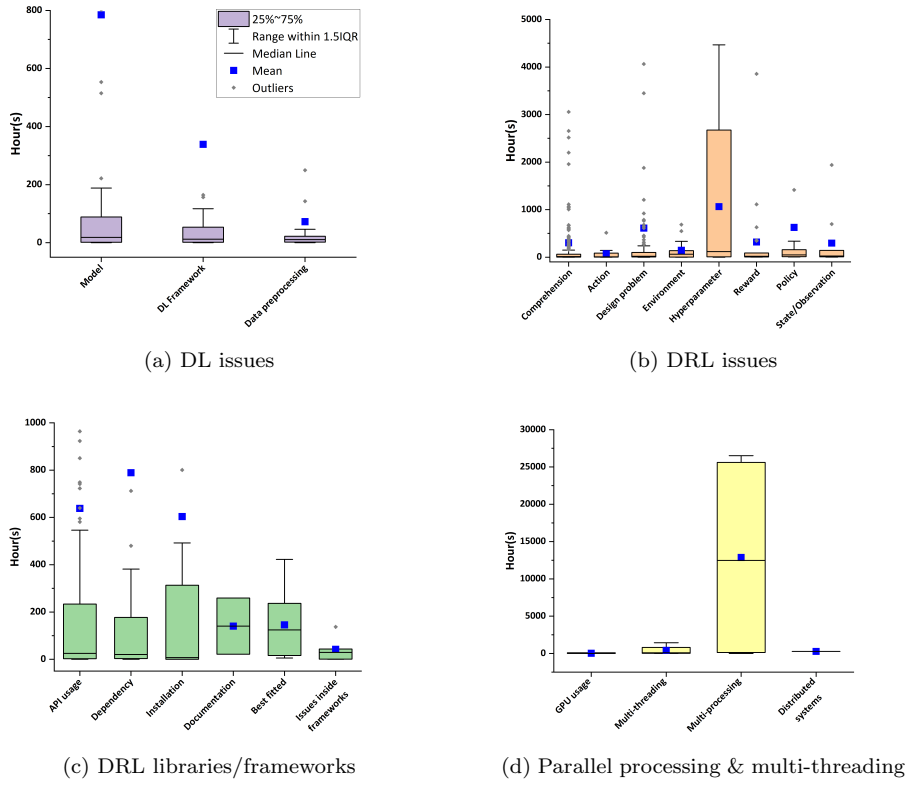 800
600
400
200
0
Hour(s)
25%~75%
Range within 1.5IQR
Median Line
Mean
Outliers
Model
DL Framework
Data preprocessing
(a) DL issues
5000
4000
3000
2000
1000
0
Hour(s)
Comprehension
Action
Design problem
Environment
Hyperparameter
Reward
Policy
State/Observation
(b) DRL issues
1000
800
600
400
200
0
Hour(s)
API usage
Dependency
Installation
Documentation
Best fitted
Issues inside
frameworks
(c) DRL libraries/frameworks
30000
25000
20000
15000
10000
5000
0
Hour(s)
GPU usage
Multi-threading
Multi-processing
Distributed
systems
(d) Parallel processing & multi-threading